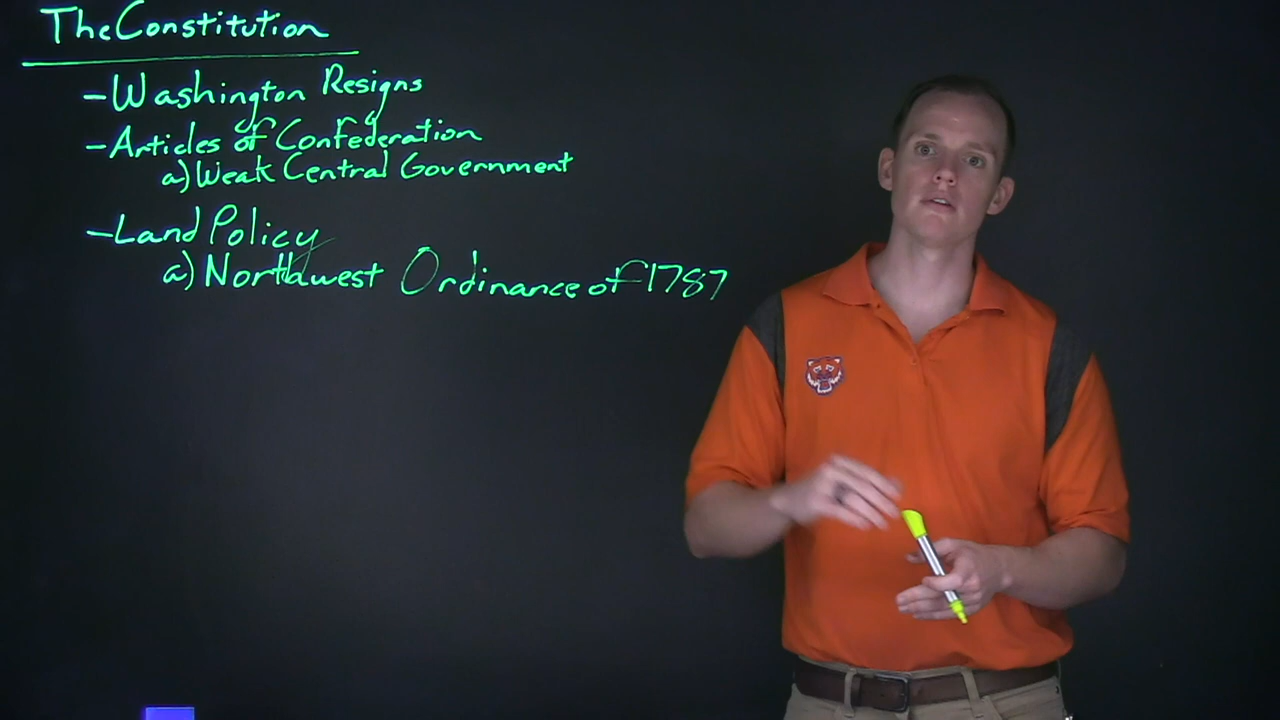 The Constitution
- Washington Resigns
- Articles of Confederation
a) Weak Central Government
- Land Policy
a) Northwest Ordinance of 1787